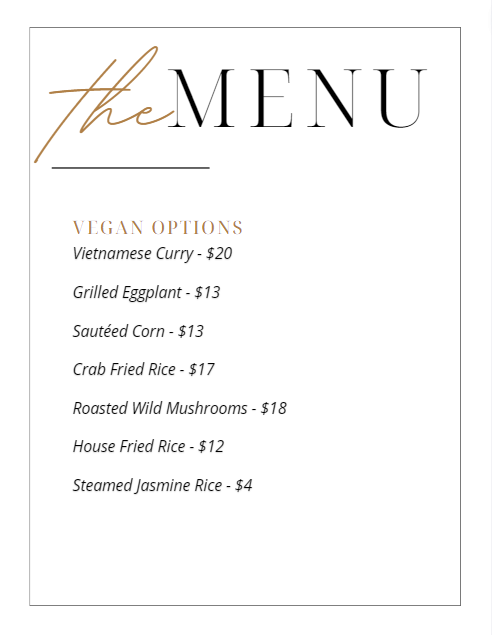 the MENU
VEGAN OPTIONS
Vietnamese Curry - $20
Grilled Eggplant - $13
Sautéed Corn - $13
Crab Fried Rice - $17
Roasted Wild Mushrooms - $18
House Fried Rice - $12
Steamed Jasmine Rice - $4